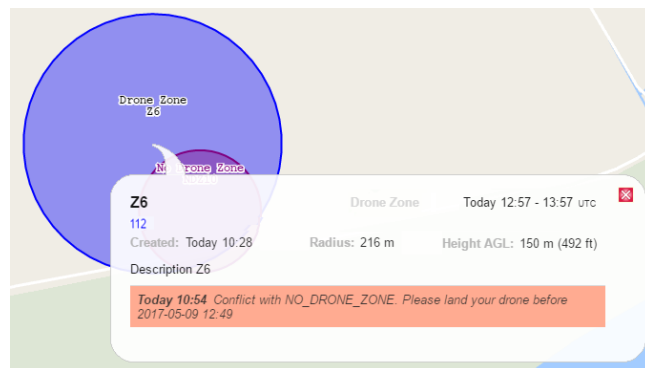 Drone Zone
Z6
No Drone Zone
Z6 Drone Zone Today 12:57 - 13:57 UTC
112
Created: Today 10:28 Radius: 216 m Height AGL: 150 m (492 ft)
Description Z6
Today 10:54 Conflict with NO_DRONE_ZONE. Please land your drone before
2017-05-09 12:49